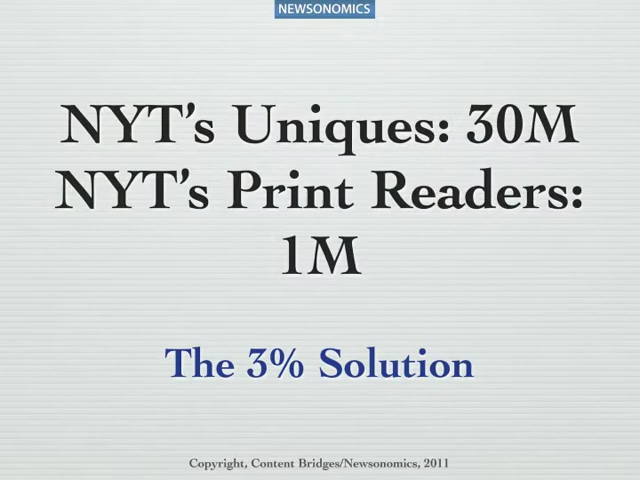 NEWSONOMICS
NYT's Uniques: 30M
NYT's Print Readers:
1M
The 3% Solution
Copyright, Content Bridges/Newsonomics, 2011